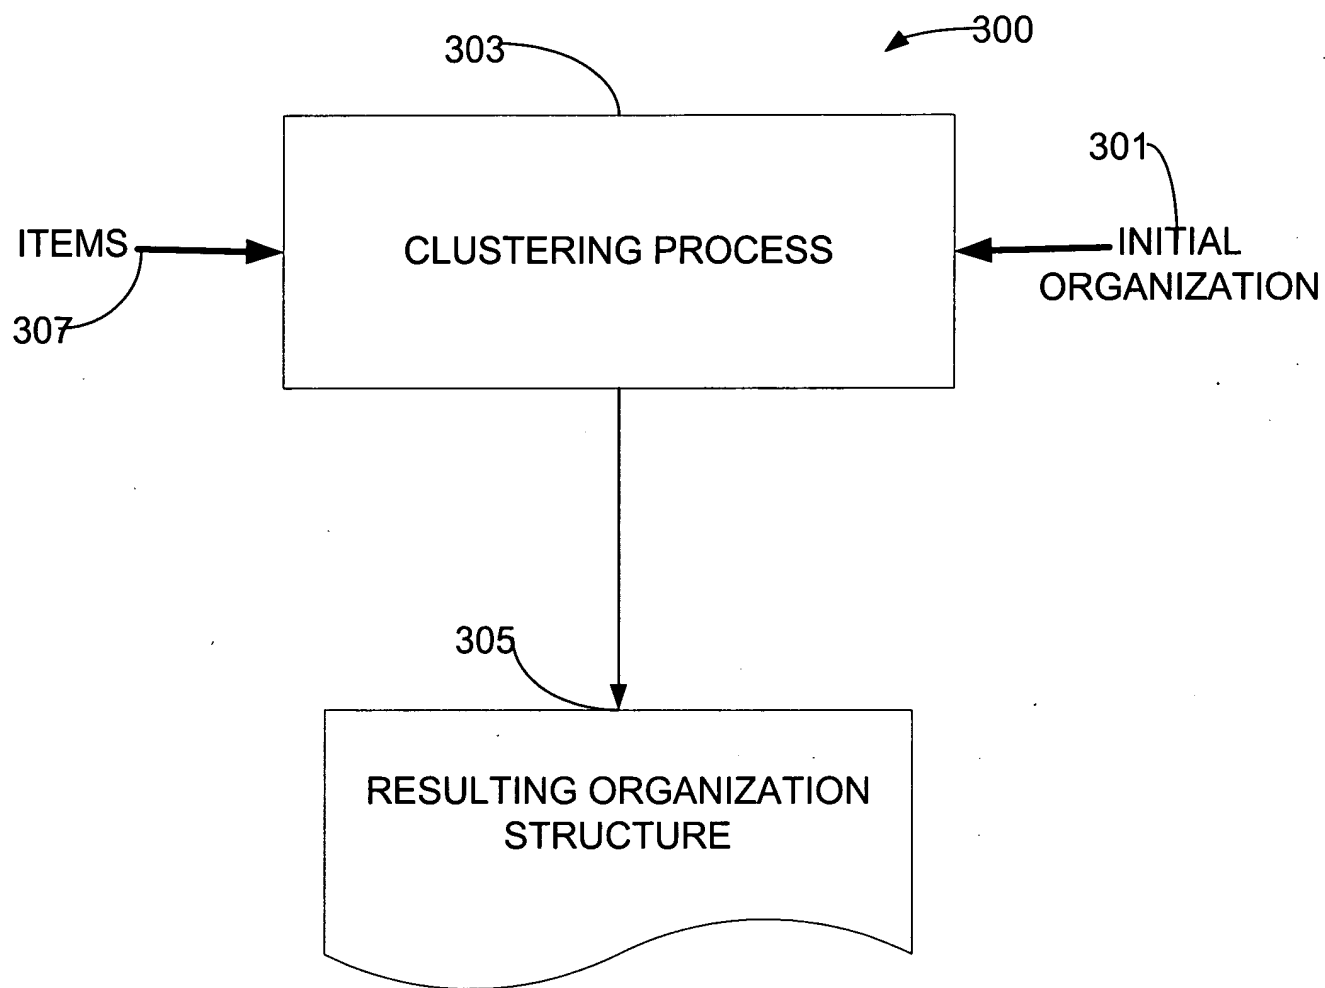 300
303
301
ITEMS
CLUSTERING PROCESS
INITIAL
ORGANIZATION
307
305
RESULTING ORGANIZATION
STRUCTURE